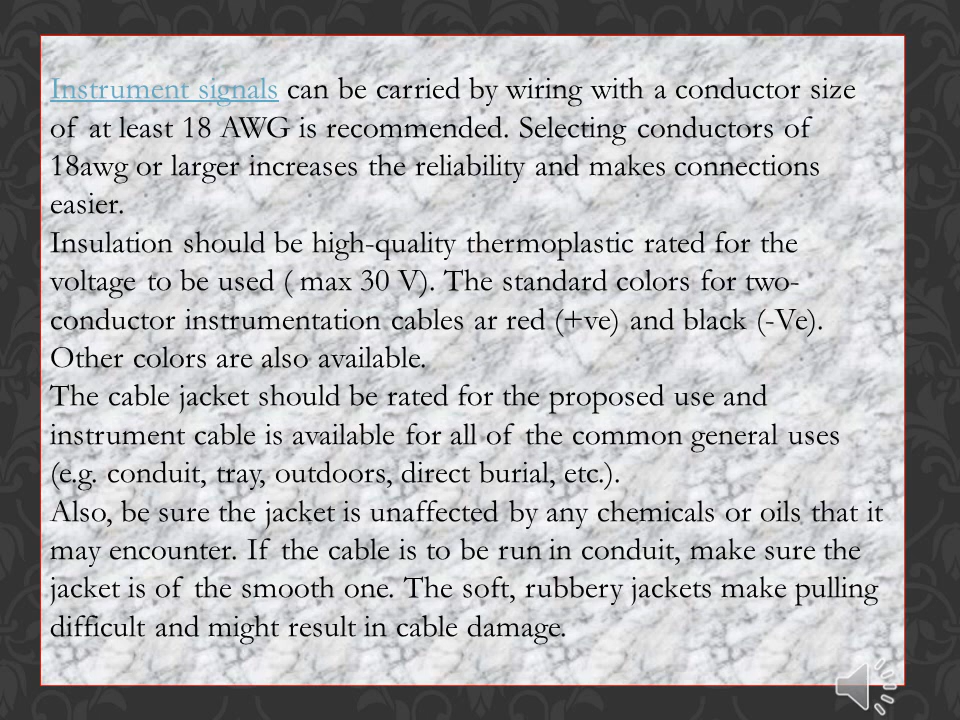 Instrument signals can be carried by wiring with a conductor size
of at least 18 AWG is recommended. Selecting conductors of
18awg or larger increases the reliability and makes connections
easier.
Insulation should be high-quality thermoplastic rated for the
voltage to be used ( max 30 V). The standard colors for two-
conductor instrumentation cables ar red (+ve) and black (-Ve).
Other colors are also available.
The cable jacket should be rated for the proposed use and
instrument cable is available for all of the common general uses
(e.g. conduit, tray, outdoors, direct burial, etc.).
Also, be sure the jacket is unaffected by any chemicals or oils that it
may encounter. If the cable is to be run in conduit, make sure the
jacket is of the smooth one. The soft, rubbery jackets make pulling
difficult and might result in cable damage.